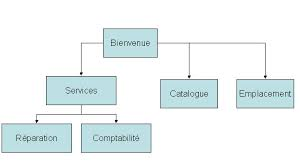 Bienvenue
Services
Catalogue
Emplacement
Réparation
Comptabilité